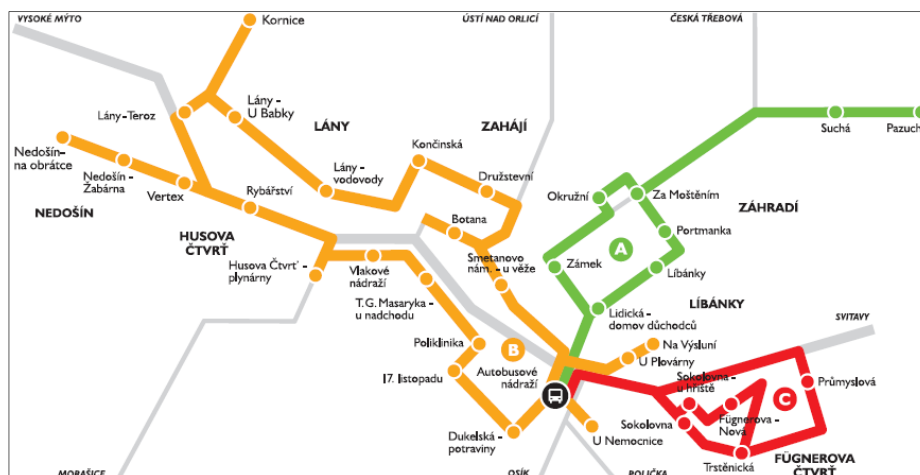 VYSOKÉ MÝTO
Kornice
ÚSTÍ NAD ORLICÍ
ČESKÁ TŘEBOVÁ
Lány-Teroz
Lány -
U Babky
LÁNY
ZAHÁJÍ
Suchá
Nedošín-
na obrátce
Nedošín -
Žabárna
Vertex
Rybářství
Lány -
vodovody
Končinská
Družstevní
Okružní
Za Moštěním
NEDOŠÍN
HUSOVA
ČTVRŤ
Botana
Portmanka
ZÁHRADÍ
A
Husova Čtvrť -
plynárny
Vlakové
nádraží
Smetanovo
nám. - u věže
Zámek
Líbánky
T. G. Masaryka -
u nadchodu
Lidická -
domov důchodců
LÍBÁNKY
SVITAVY
Poliklinika
B
Na Výsluní
U Plovárny
17. listopadu
Autobusové
nádraží
Sokolovna -
u hřiště
C
Průmyslová
Dukelská -
potraviny
U Nemocnice
Sokolovna
Fügnerova -
Nová
Trstěnická
FÜGNEROVA
ČTVRŤ
MORAŠICE
OSÍK
POLIČKA